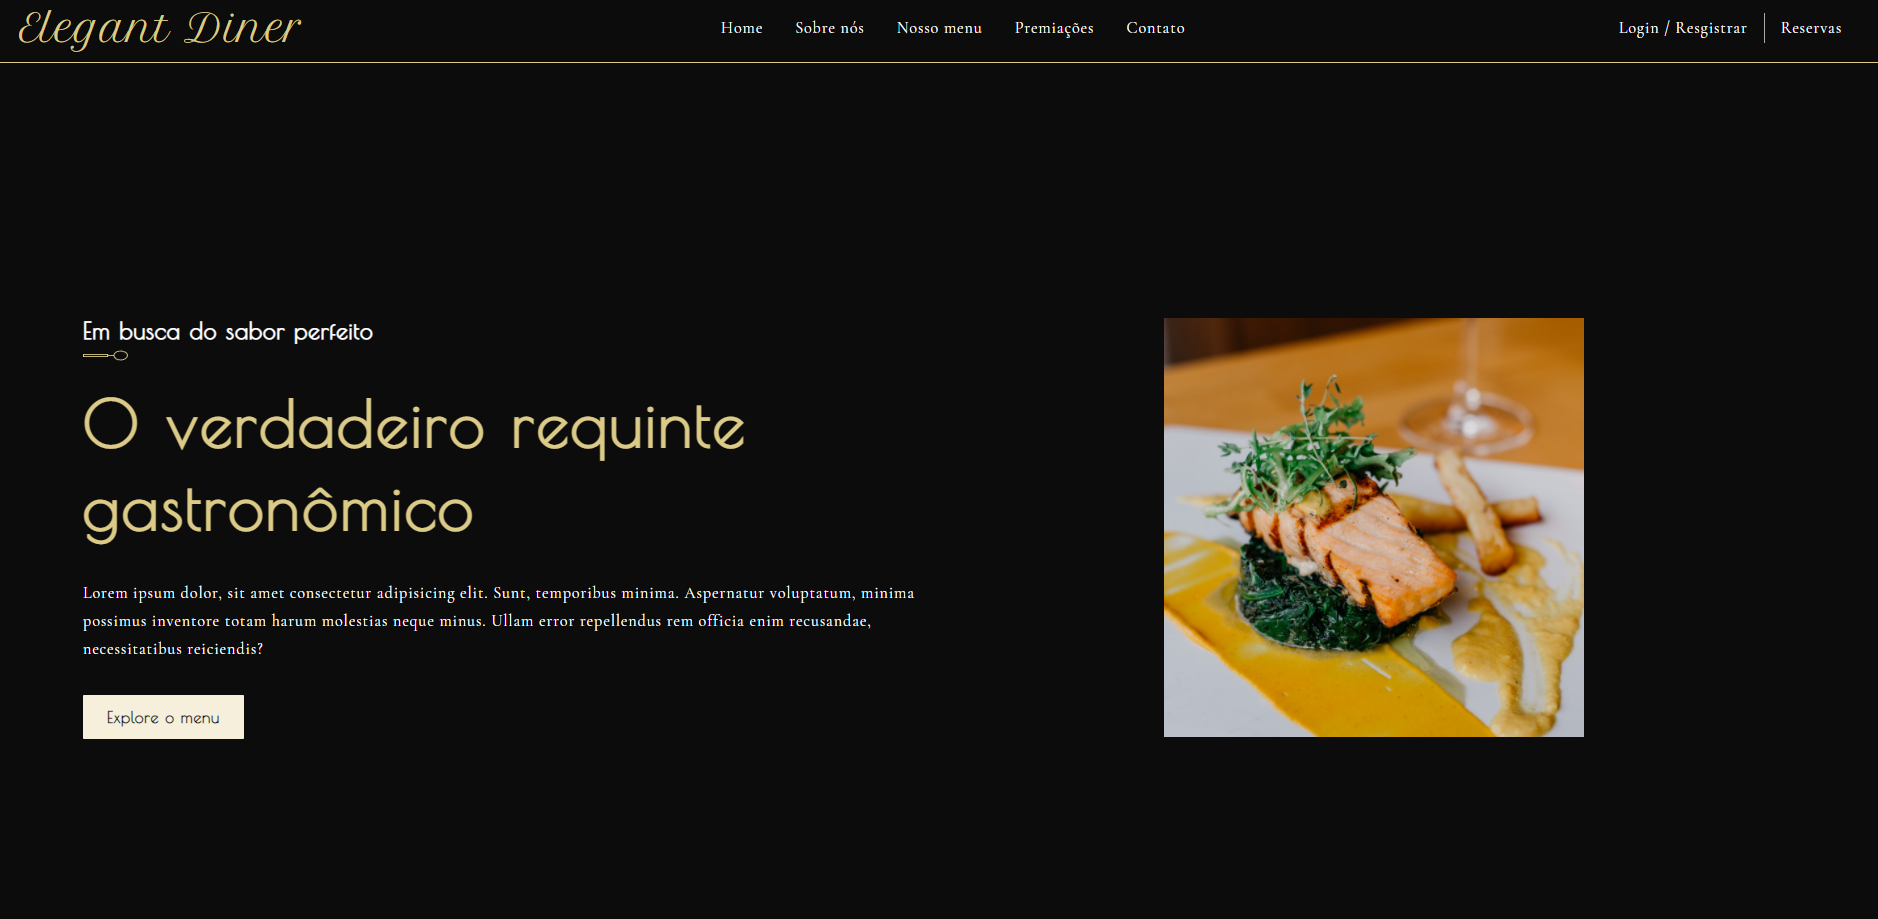 Elegant Diner
Home Sobre nós Nosso menu Premiações Contato
Login / Resgistrar Reservas
Em busca do sabor perfeito
O verdadeiro requinte
gastronômico
Lorem ipsum dolor, sit amet consectetur adipisicing elit. Sunt, temporibus minima. Aspernatur voluptatum, minima
possimus inventore totam harum molestias neque minus. Ullam error repellendus rem officia enim recusandae,
necessitatibus reiciendis?
Explore o menu